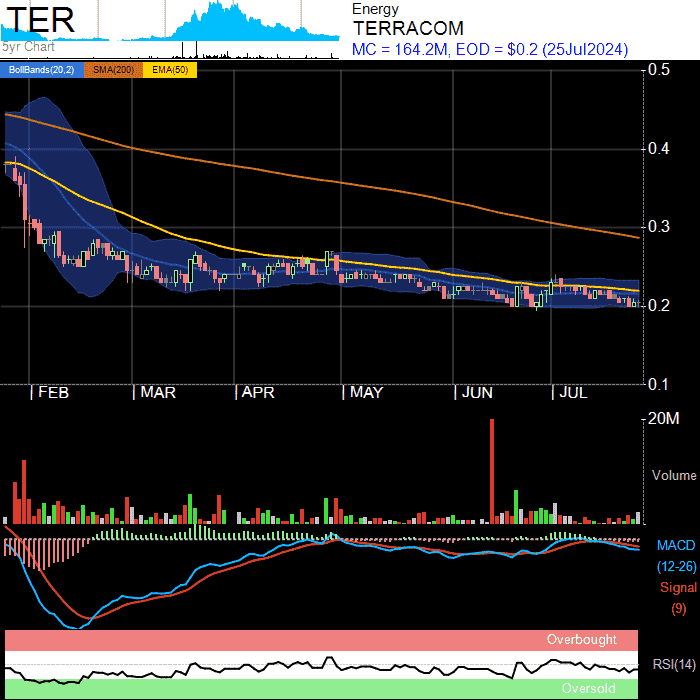 TER
5yr Chart
Energy
TERRACOM
MC = 164.2M, EOD = $0.2 (25Jul2024)
BollBands(20,2) SMA(200) EMA(50)
0.5
0.4
0.3
0.2
0.1
FEB MAR APR MAY JUN JUL
20M
Volume
MACD
(12-26)
Signal
(9)
Overbought
RSI(14)
Oversold